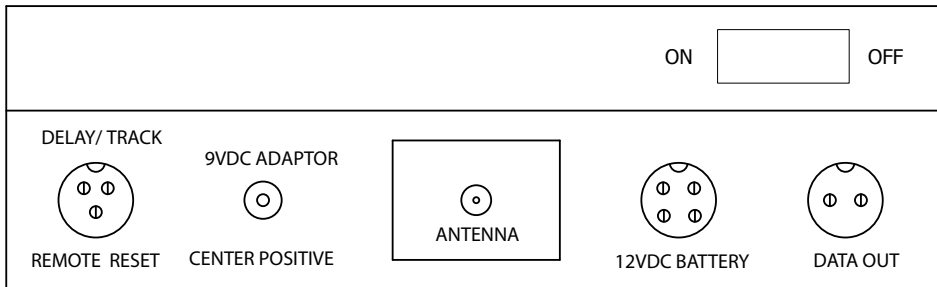 ON OFF
DELAY/ TRACK
9VDC ADAPTOR
ANTENNA
REMOTE RESET
CENTER POSITIVE
12VDC BATTERY
DATA OUT